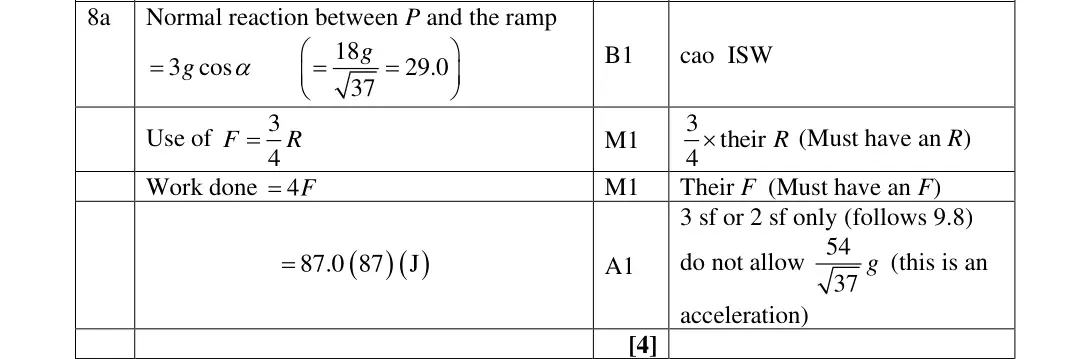 8a Normal reaction between P and the ramp
= 3g cos α (= 18g/√37 = 29.0) B1 cao ISW
Use of F = 3/4 R M1 3/4 × their R (Must have an R)
Work done = 4F M1 Their F (Must have an F)
= 87.0 (87) (J) A1 3 sf or 2 sf only (follows 9.8)
do not allow 54/√37 g (this is an
acceleration)
[4]